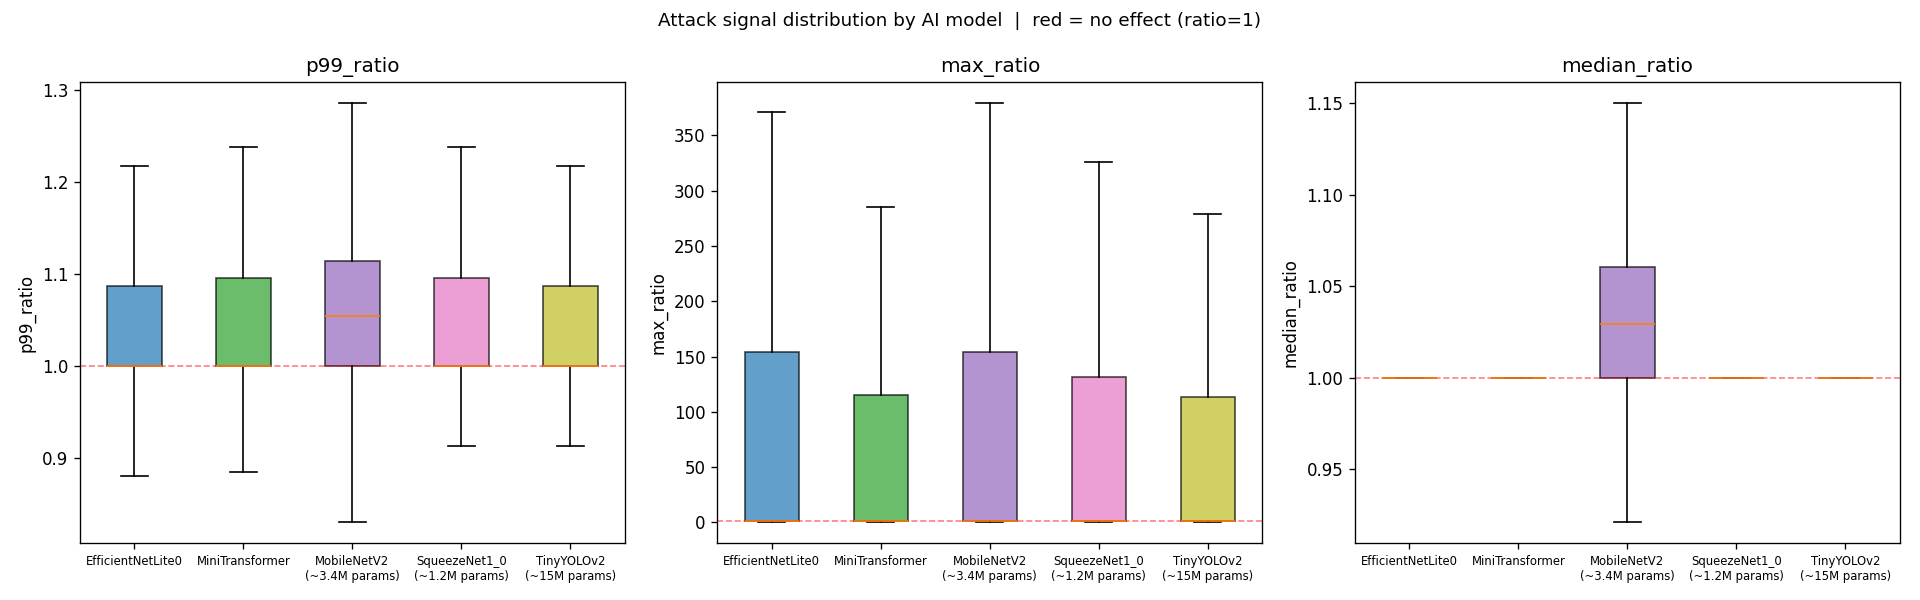 Attack signal distribution by AI model | red = no effect (ratio=1)
p99_ratio
p99_ratio
1.3
1.2
1.1
1.0
0.9
EfficientNetLite0
MiniTransformer
MobileNetV2
(~3.4M params)
SqueezeNet1_0
(~1.2M params)
TinyYOLOv2
(~15M params)
max_ratio
max_ratio
350
300
250
200
150
100
50
0
EfficientNetLite0
MiniTransformer
MobileNetV2
(~3.4M params)
SqueezeNet1_0
(~1.2M params)
TinyYOLOv2
(~15M params)
median_ratio
median_ratio
1.15
1.10
1.05
1.00
0.95
EfficientNetLite0
MiniTransformer
MobileNetV2
(~3.4M params)
SqueezeNet1_0
(~1.2M params)
TinyYOLOv2
(~15M params)